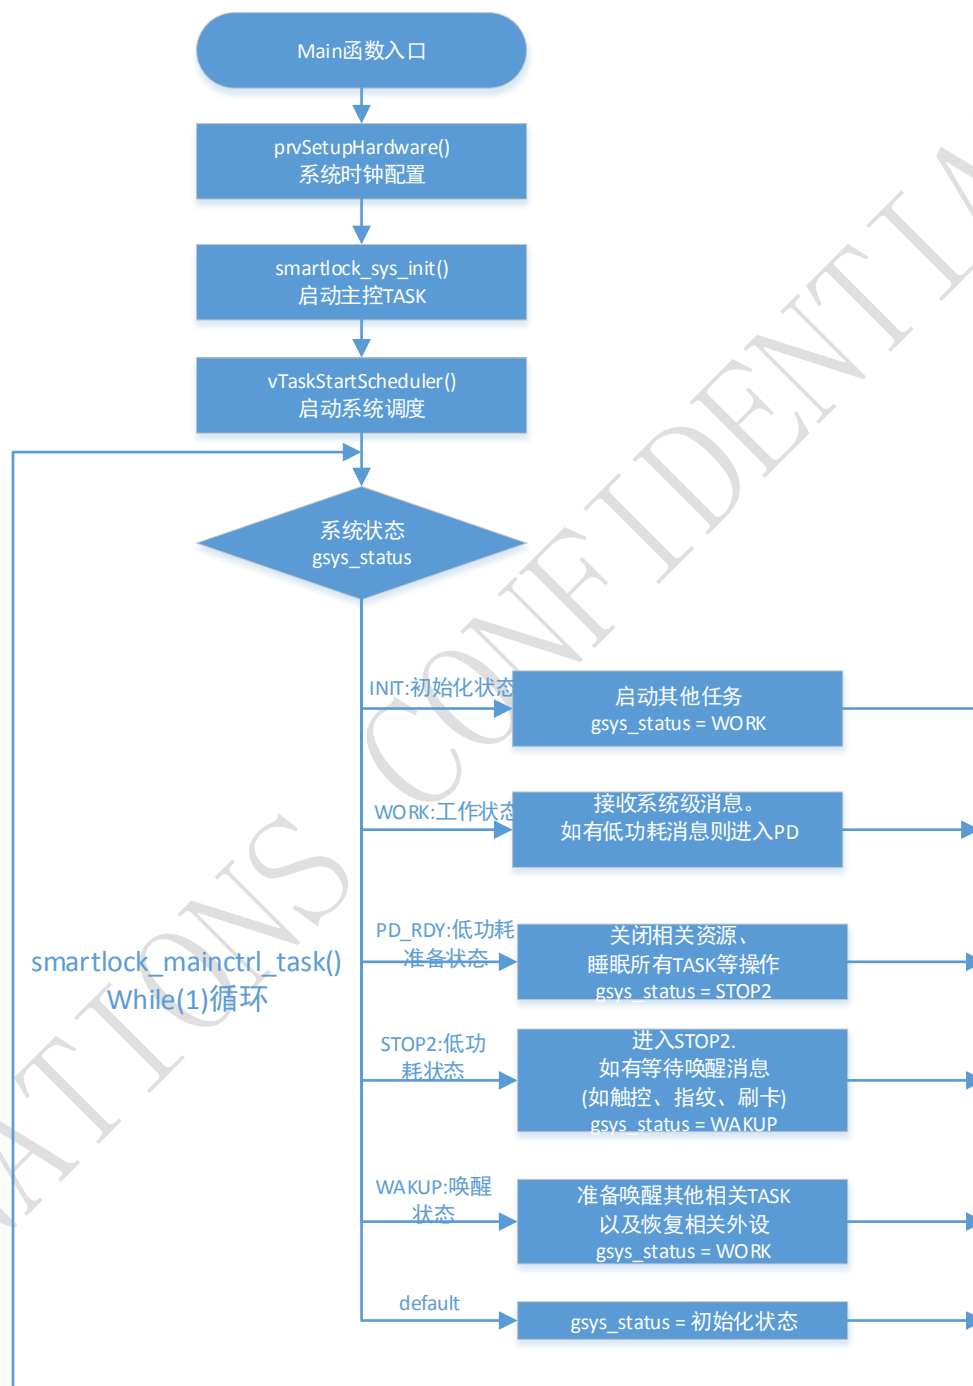 Main函数入口
prvSetupHardware()
系统时钟配置
smartlock_sys_init()
启动主控TASK
vTaskStartScheduler()
启动系统调度
系统状态
gsys_status
INIT:初始化状态
启动其他任务
gsys_status = WORK
WORK:工作状态
接收系统级消息。
如有低功耗消息则进入PD
PD_RDY:低功耗
准备状态
关闭相关资源、
睡眠所有TASK等操作
gsys_status = STOP2
smartlock_mainctrl_task()
While(1)循环
STOP2:低功
耗状态
进入STOP2.
如有等待唤醒消息
(如触控、指纹、刷卡)
gsys_status = WAKUP
WAKUP:唤醒
状态
准备唤醒其他相关TASK
以及恢复相关外设
gsys_status = WORK
default
gsys_status = 初始化状态
NATIONS CONFIDENTIA